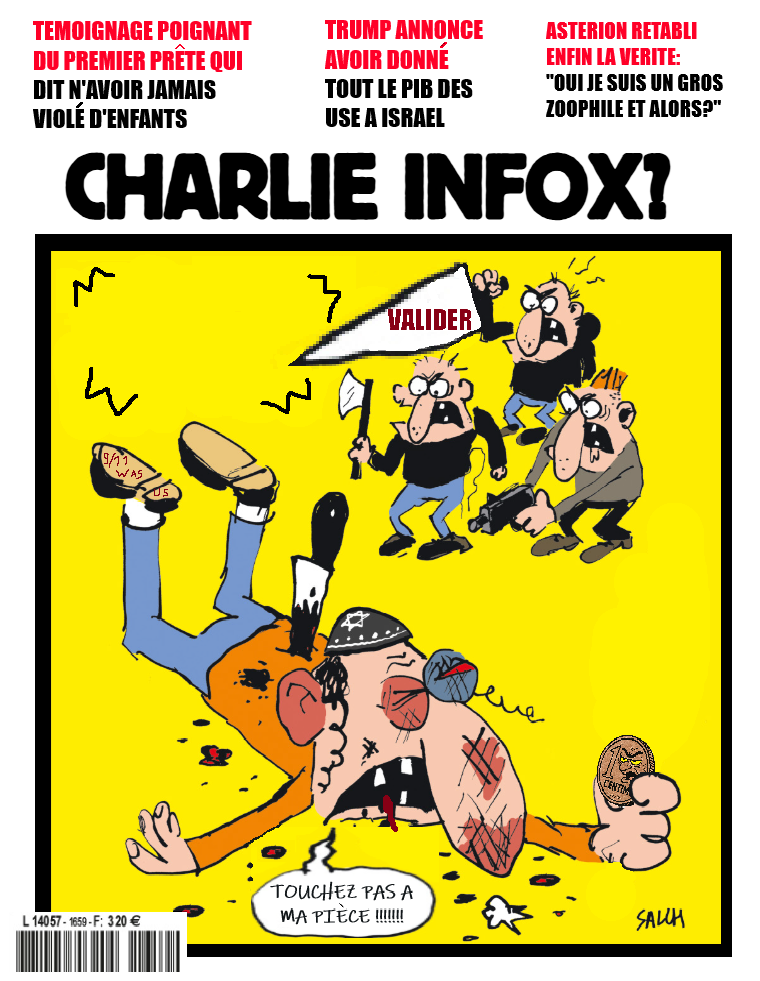 TEMOIGNAGE POIGNANT
DU PREMIER PRÊTE QUI
DIT N'AVOIR JAMAIS
VIOLÉ D'ENFANTS
TRUMP ANNONCE
AVOIR DONNÉ
TOUT LE PIB DES
USE A ISRAEL
ASTERION RETABLI
ENFIN LA VERITE:
"OUI JE SUIS UN GROS
ZOOPHILE ET ALORS?"
CHARLIE INFOX?
VALIDER
9/11
WAS
US
1
CENTIM
TOUCHEZ PAS A
MA PIÈCE !!!!!!!
L 14057 - 1659 - F: 3.20 €